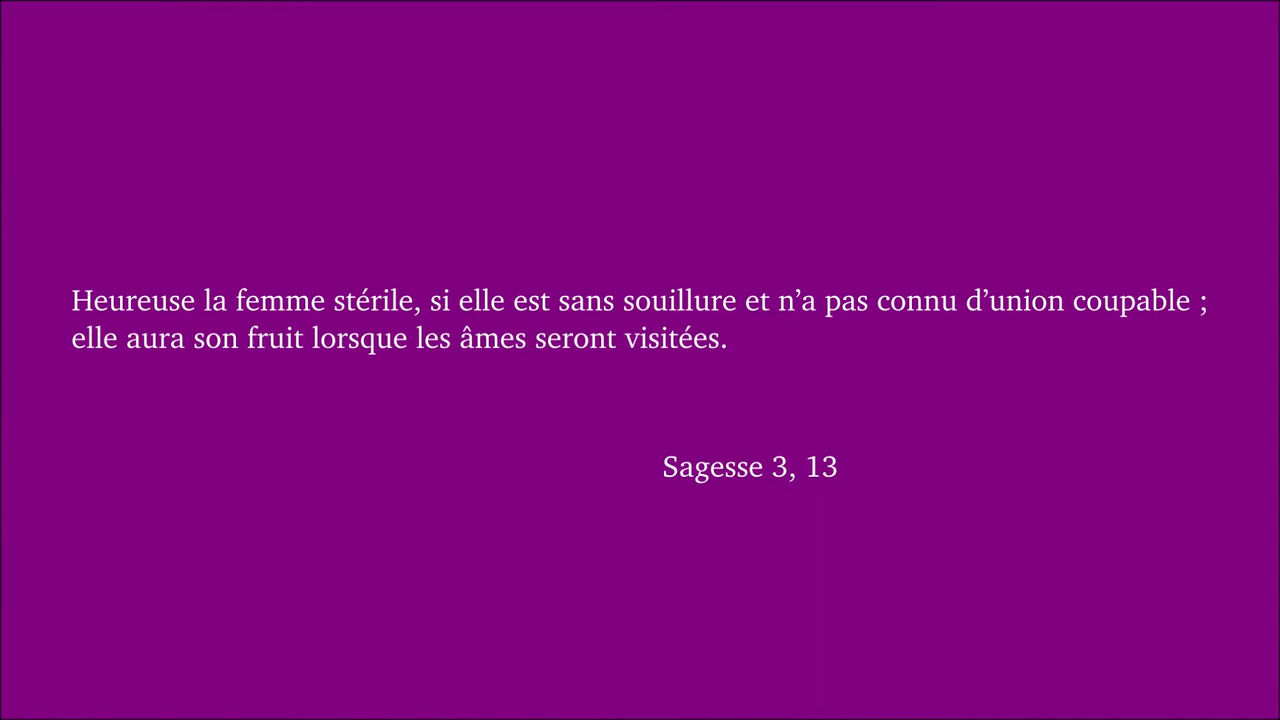 Heureuse la femme stérile, si elle est sans souillure et n’a pas connu d’union coupable ;
elle aura son fruit lorsque les âmes seront visitées.
Sagesse 3, 13